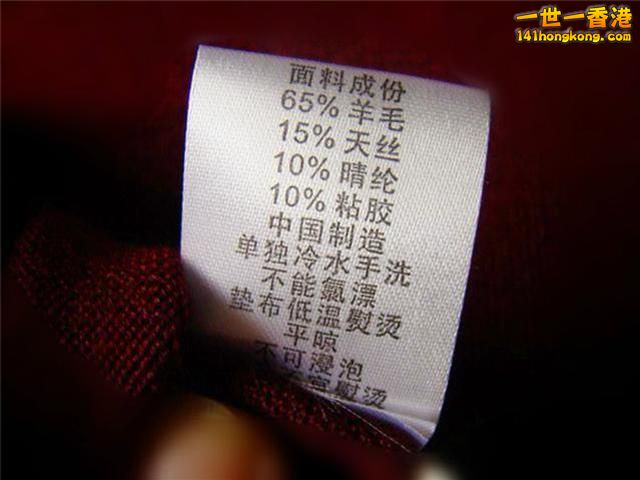 一世一香港
141hongkong.com
面料成份
65% 羊毛
15% 天丝
10% 晴纶
10% 粘胶
中国制造
单独冷水手洗
不能氯漂
垫布低温熨烫
平晾
不可浸泡
熨烫